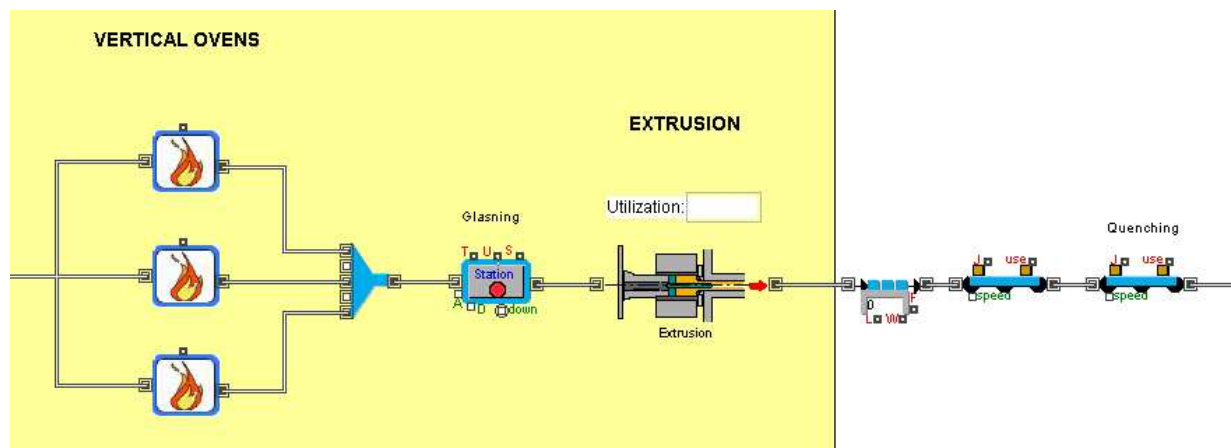 VERTICAL OVENS
EXTRUSION
Utilization:
Glasning
Quenching
T U S
Station
A D down
Extrusion
0
L W F
l use
speed
l use
speed